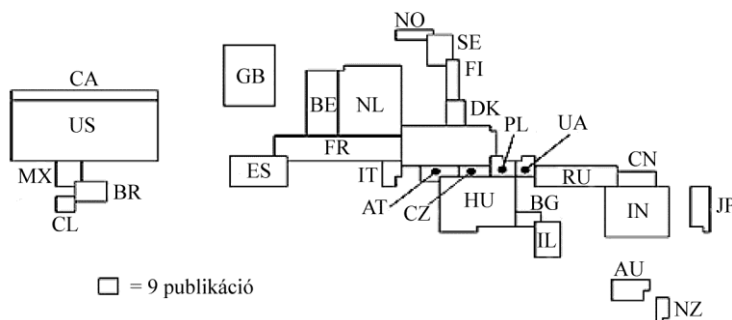 NO
SE
GB
FI
CA
BE
NL
DK
US
PL
UA
FR
MX
ES
IT
RU
CN
BR
AT
CZ
HU
BG
IN
JP
CL
IL
AU
= 9 publikáció
NZ